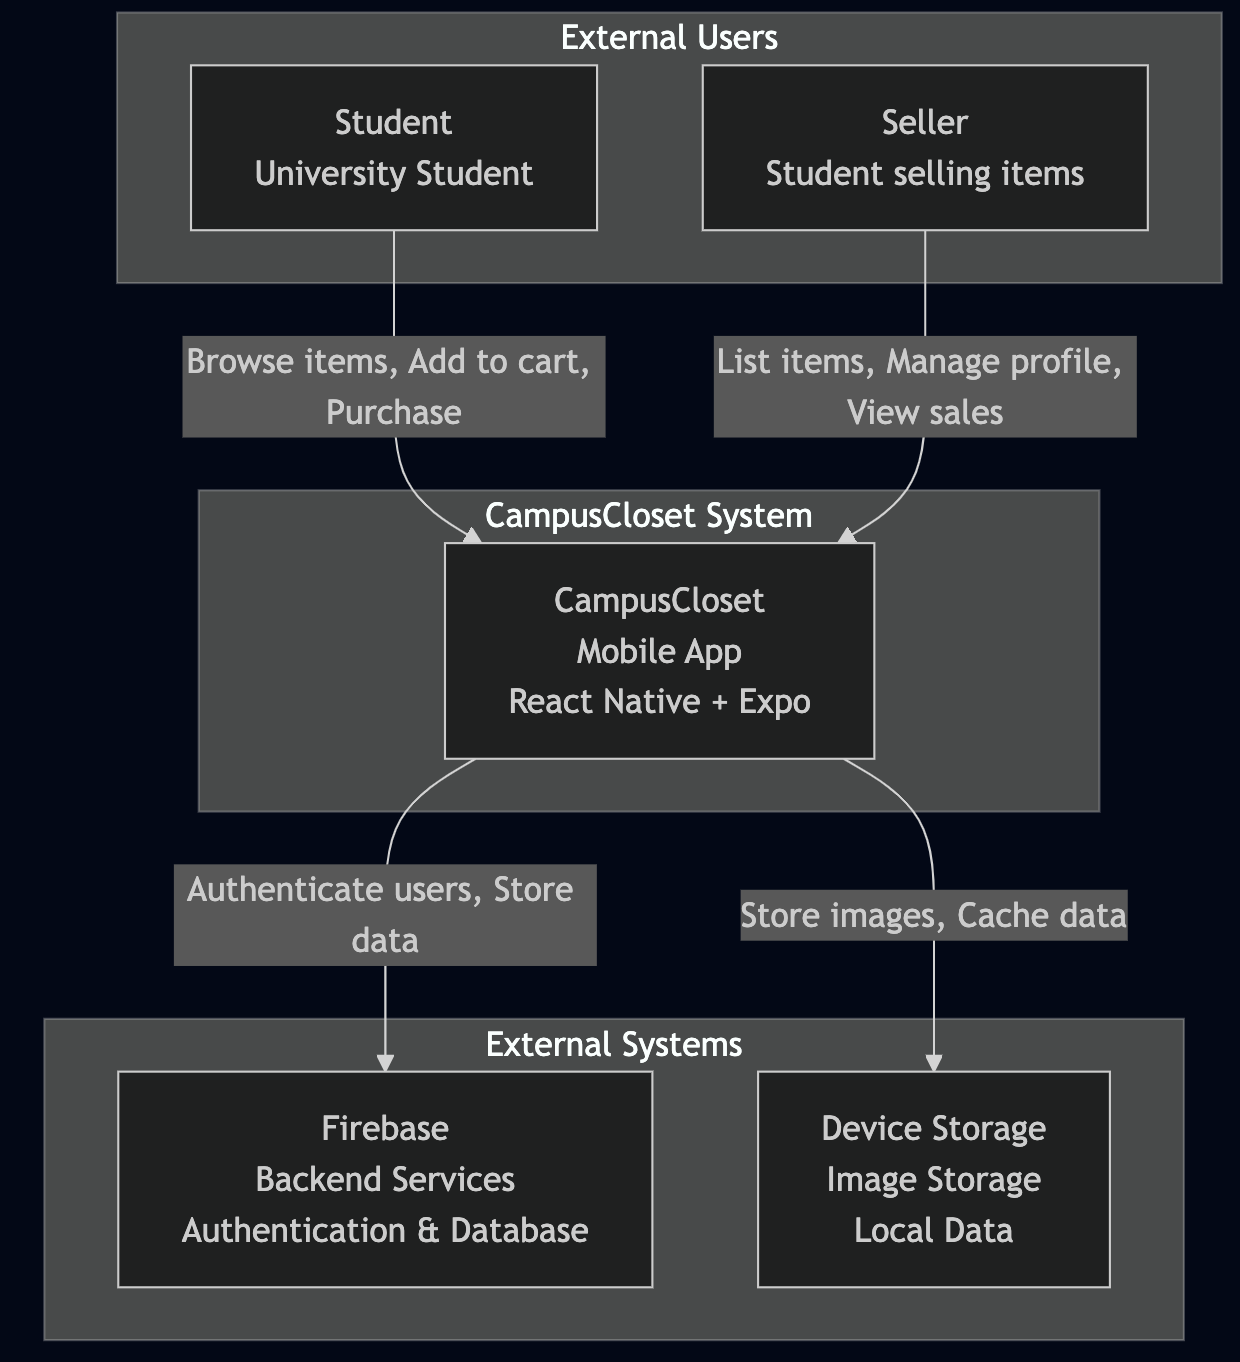 External Users
Student
University Student
Seller
Student selling items
Browse items, Add to cart,
Purchase
List items, Manage profile,
View sales
CampusCloset System
CampusCloset
Mobile App
React Native + Expo
Authenticate users, Store
data
Store images, Cache data
External Systems
Firebase
Backend Services
Authentication & Database
Device Storage
Image Storage
Local Data